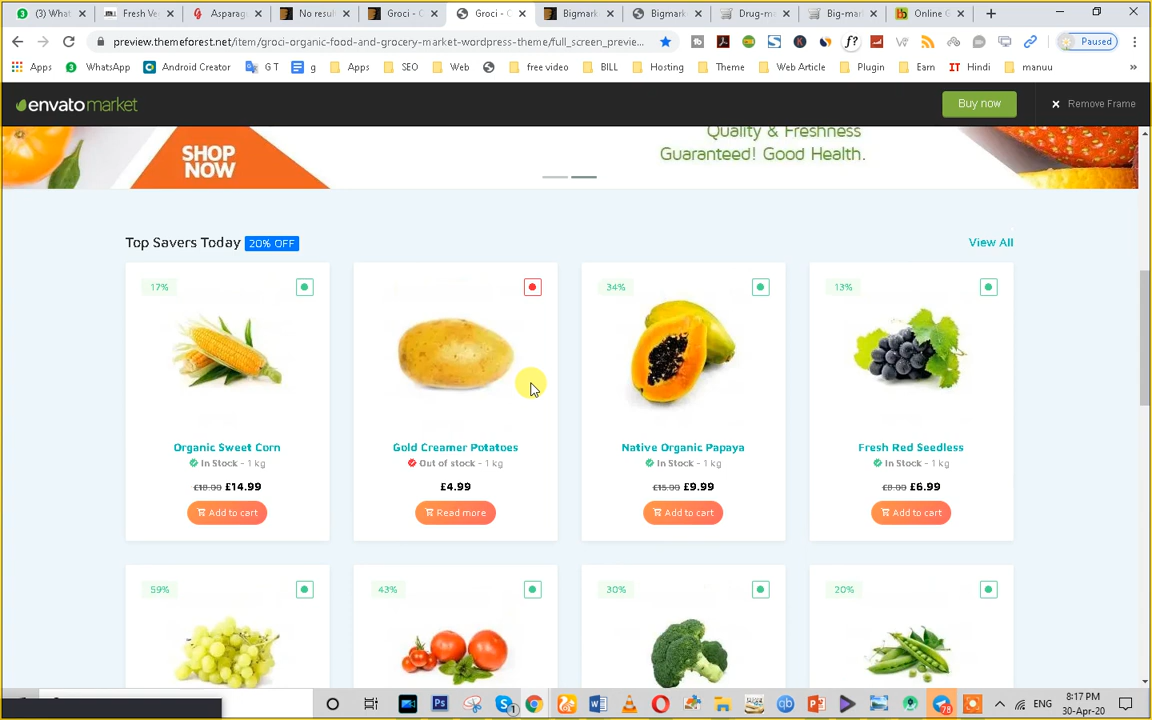 (3) What
Fresh Ve
Asparag
No resu
Groci - 
Groci - 
Bigmark
Bigmark
Drug-m
Big-mar
Online G
preview.themeforest.net/item/groci-organic-food-and-grocery-market-wordpress-theme/full_screen_previe...
Paused
Apps WhatsApp Android Creator G T g Apps SEO Web free video BILL Hosting Theme Web Article Plugin Earn IT Hindi manuu
envatomarket Buy now Remove Frame
SHOP
NOW
Quality & Freshness
Guaranteed! Good Health.
Top Savers Today 20% OFF View All
17% 34% 13%
Organic Sweet Corn Gold Creamer Potatoes Native Organic Papaya Fresh Red Seedless
In Stock - 1 kg Out of stock - 1 kg In Stock - 1 kg In Stock - 1 kg
£18.00 £14.99 £4.99 £15.00 £9.99 £8.00 £6.99
Add to cart Read more Add to cart Add to cart
59% 43% 30% 20%
ENG
8:17 PM
30-Apr-20